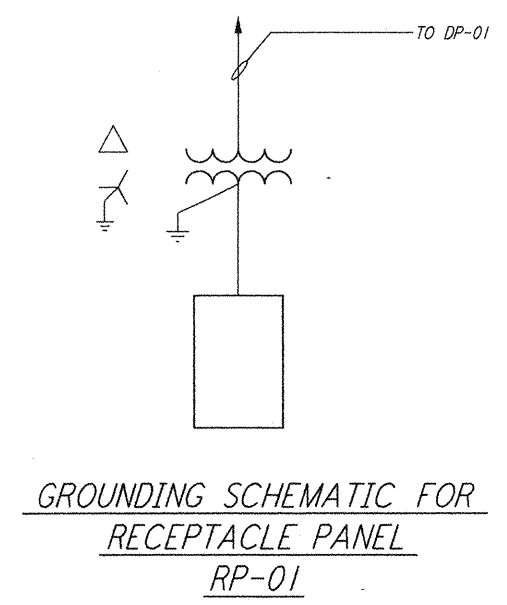 TO DP-01
GROUNDING SCHEMATIC FOR
RECEPTACLE PANEL
RP-01